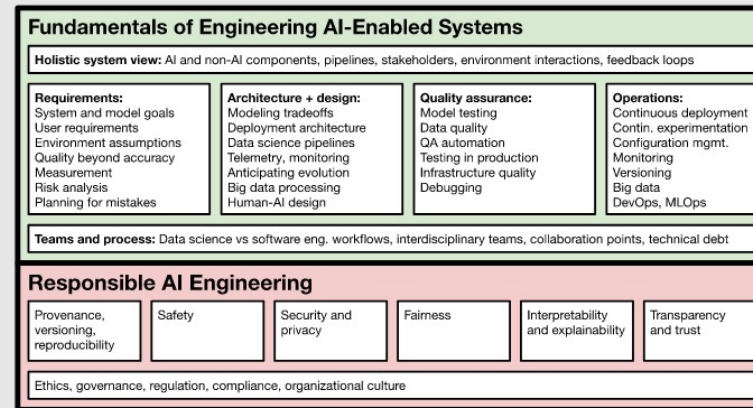 Fundamentals of Engineering AI-Enabled Systems
Holistic system view: AI and non-AI components, pipelines, stakeholders, environment interactions, feedback loops
Requirements:
System and model goals
User requirements
Environment assumptions
Quality beyond accuracy
Measurement
Risk analysis
Planning for mistakes
Architecture + design:
Modeling tradeoffs
Deployment architecture
Data science pipelines
Telemetry, monitoring
Anticipating evolution
Big data processing
Human-AI design
Quality assurance:
Model testing
Data quality
QA automation
Testing in production
Infrastructure quality
Debugging
Operations:
Continuous deployment
Contin. experimentation
Configuration mgmt.
Monitoring
Versioning
Big data
DevOps, MLOps
Teams and process: Data science vs software eng. workflows, interdisciplinary teams, collaboration points, technical debt
Responsible AI Engineering
Provenance,
versioning,
reproducibility
Safety
Security and
privacy
Fairness
Interpretability
and explainability
Transparency
and trust
Ethics, governance, regulation, compliance, organizational culture